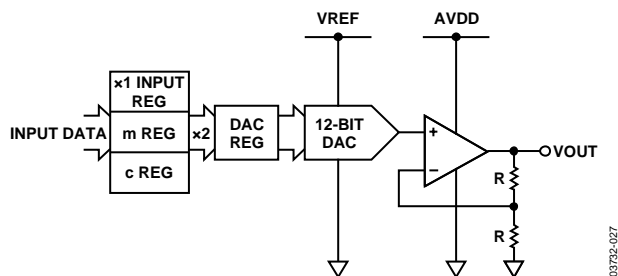 VREF
AVDD
×1 INPUT
REG
INPUT DATA
m REG
×2
DAC
REG
12-BIT
DAC
+
–
VOUT
R
c REG
R
03732-027